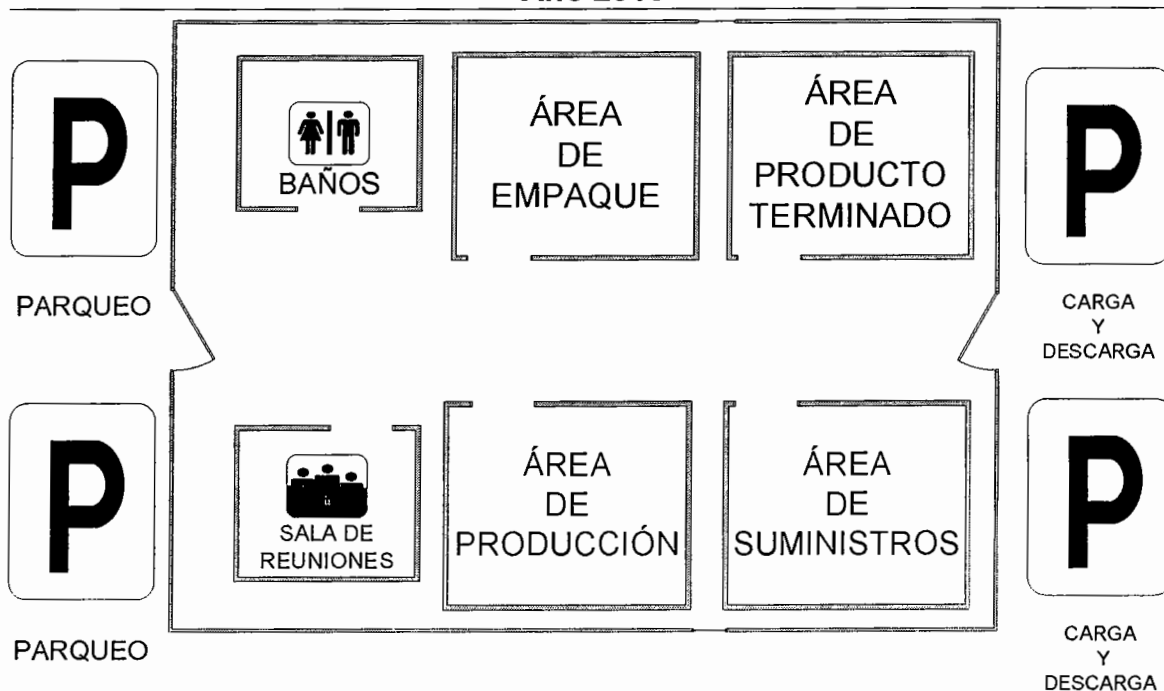 P
BAÑOS
ÁREA
DE
EMPAQUE
ÁREA
DE
PRODUCTO
TERMINADO
P
PARQUEO
CARGA
Y
DESCARGA
P
SALA DE
REUNIONES
ÁREA
DE
PRODUCCIÓN
ÁREA
DE
SUMINISTROS
P
PARQUEO
CARGA
Y
DESCARGA